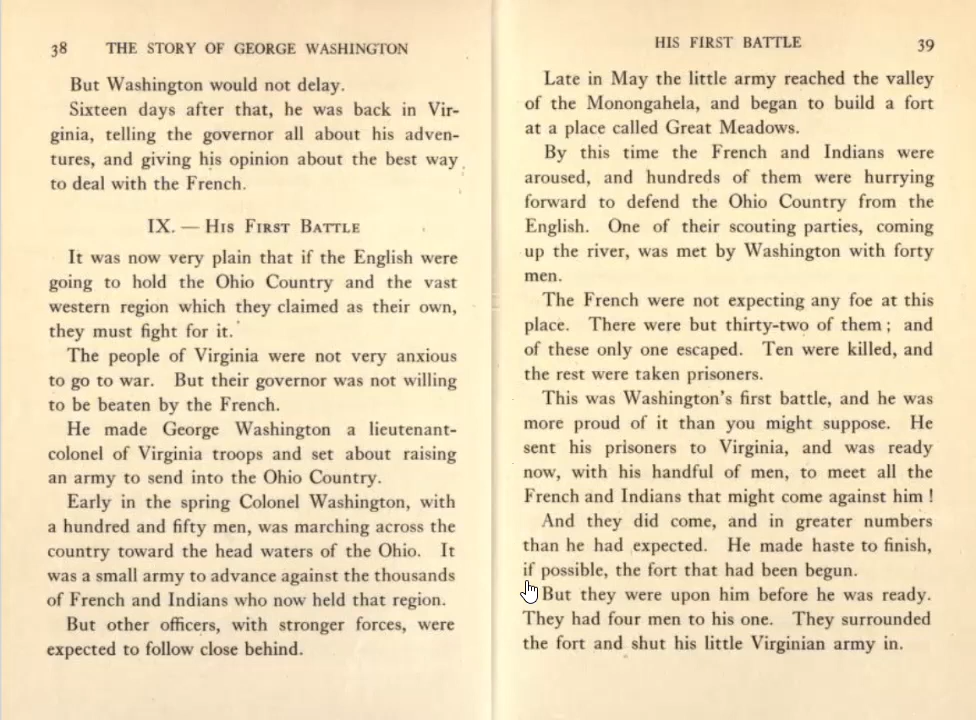 38 THE STORY OF GEORGE WASHINGTON
But Washington would not delay.
Sixteen days after that, he was back in Vir-
ginia, telling the governor all about his adven-
tures, and giving his opinion about the best way
to deal with the French.
IX. — His First Battle
It was now very plain that if the English were
going to hold the Ohio Country and the vast
western region which they claimed as their own,
they must fight for it.
The people of Virginia were not very anxious
to go to war. But their governor was not willing
to be beaten by the French.
He made George Washington a lieutenant-
colonel of Virginia troops and set about raising
an army to send into the Ohio Country.
Early in the spring Colonel Washington, with
a hundred and fifty men, was marching across the
country toward the head waters of the Ohio. It
was a small army to advance against the thousands
of French and Indians who now held that region.
But other officers, with stronger forces, were
expected to follow close behind.
HIS FIRST BATTLE 39
Late in May the little army reached the valley
of the Monongahela, and began to build a fort
at a place called Great Meadows.
By this time the French and Indians were
aroused, and hundreds of them were hurrying
forward to defend the Ohio Country from the
English. One of their scouting parties, coming
up the river, was met by Washington with forty
men.
The French were not expecting any foe at this
place. There were but thirty-two of them; and
of these only one escaped. Ten were killed, and
the rest were taken prisoners.
This was Washington's first battle, and he was
more proud of it than you might suppose. He
sent his prisoners to Virginia, and was ready
now, with his handful of men, to meet all the
French and Indians that might come against him!
And they did come, and in greater numbers
than he had expected. He made haste to finish,
if possible, the fort that had been begun.
But they were upon him before he was ready.
They had four men to his one. They surrounded
the fort and shut his little Virginian army in.